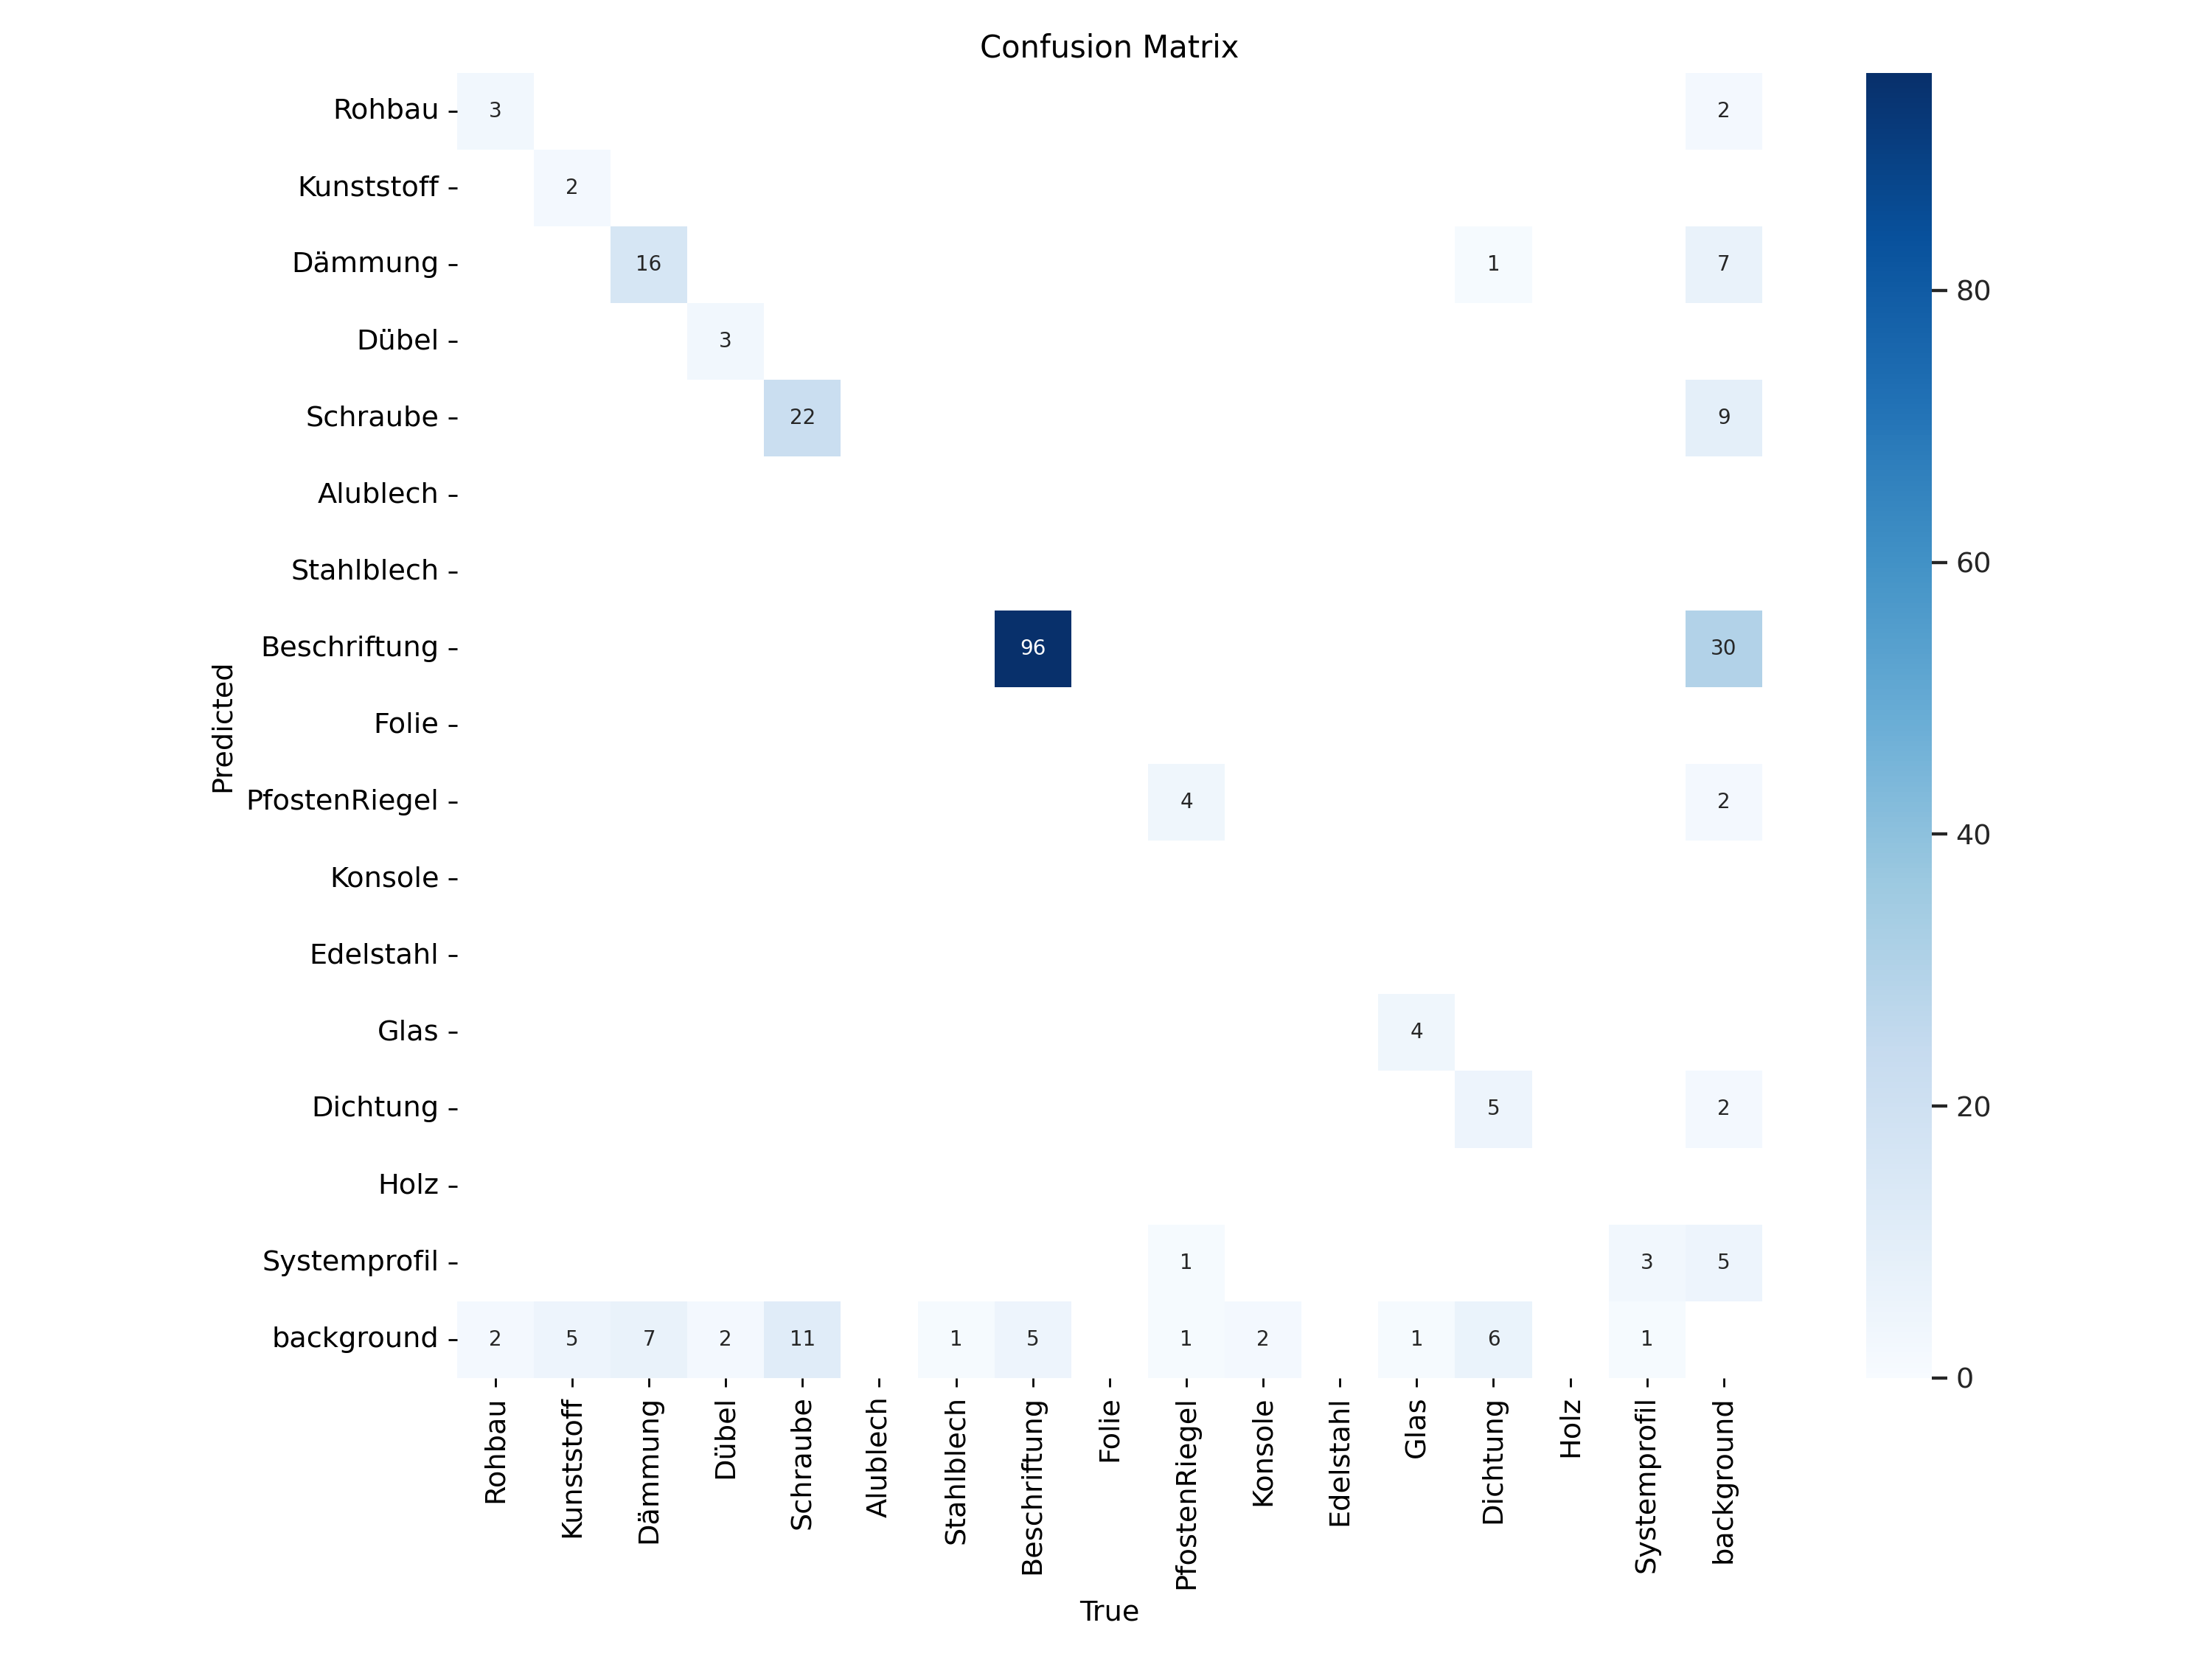 Confusion Matrix
Predicted
Rohbau 3 2
Kunststoff 2
Dämmung 16 1 7
Dübel 3
Schraube 22 9
Alublech
Stahlblech
Beschriftung 96 30
Folie
PfostenRiegel 4 2
Konsole
Edelstahl
Glas 4
Dichtung 5 2
Holz
Systemprofil 1 3 5
background 2 5 7 2 11 1 5 1 2 1 6 1
Rohbau Kunststoff Dämmung Dübel Schraube Alublech Stahlblech Beschriftung Folie PfostenRiegel Konsole Edelstahl Glas Dichtung Holz Systemprofil background
True
80
60
40
20
0